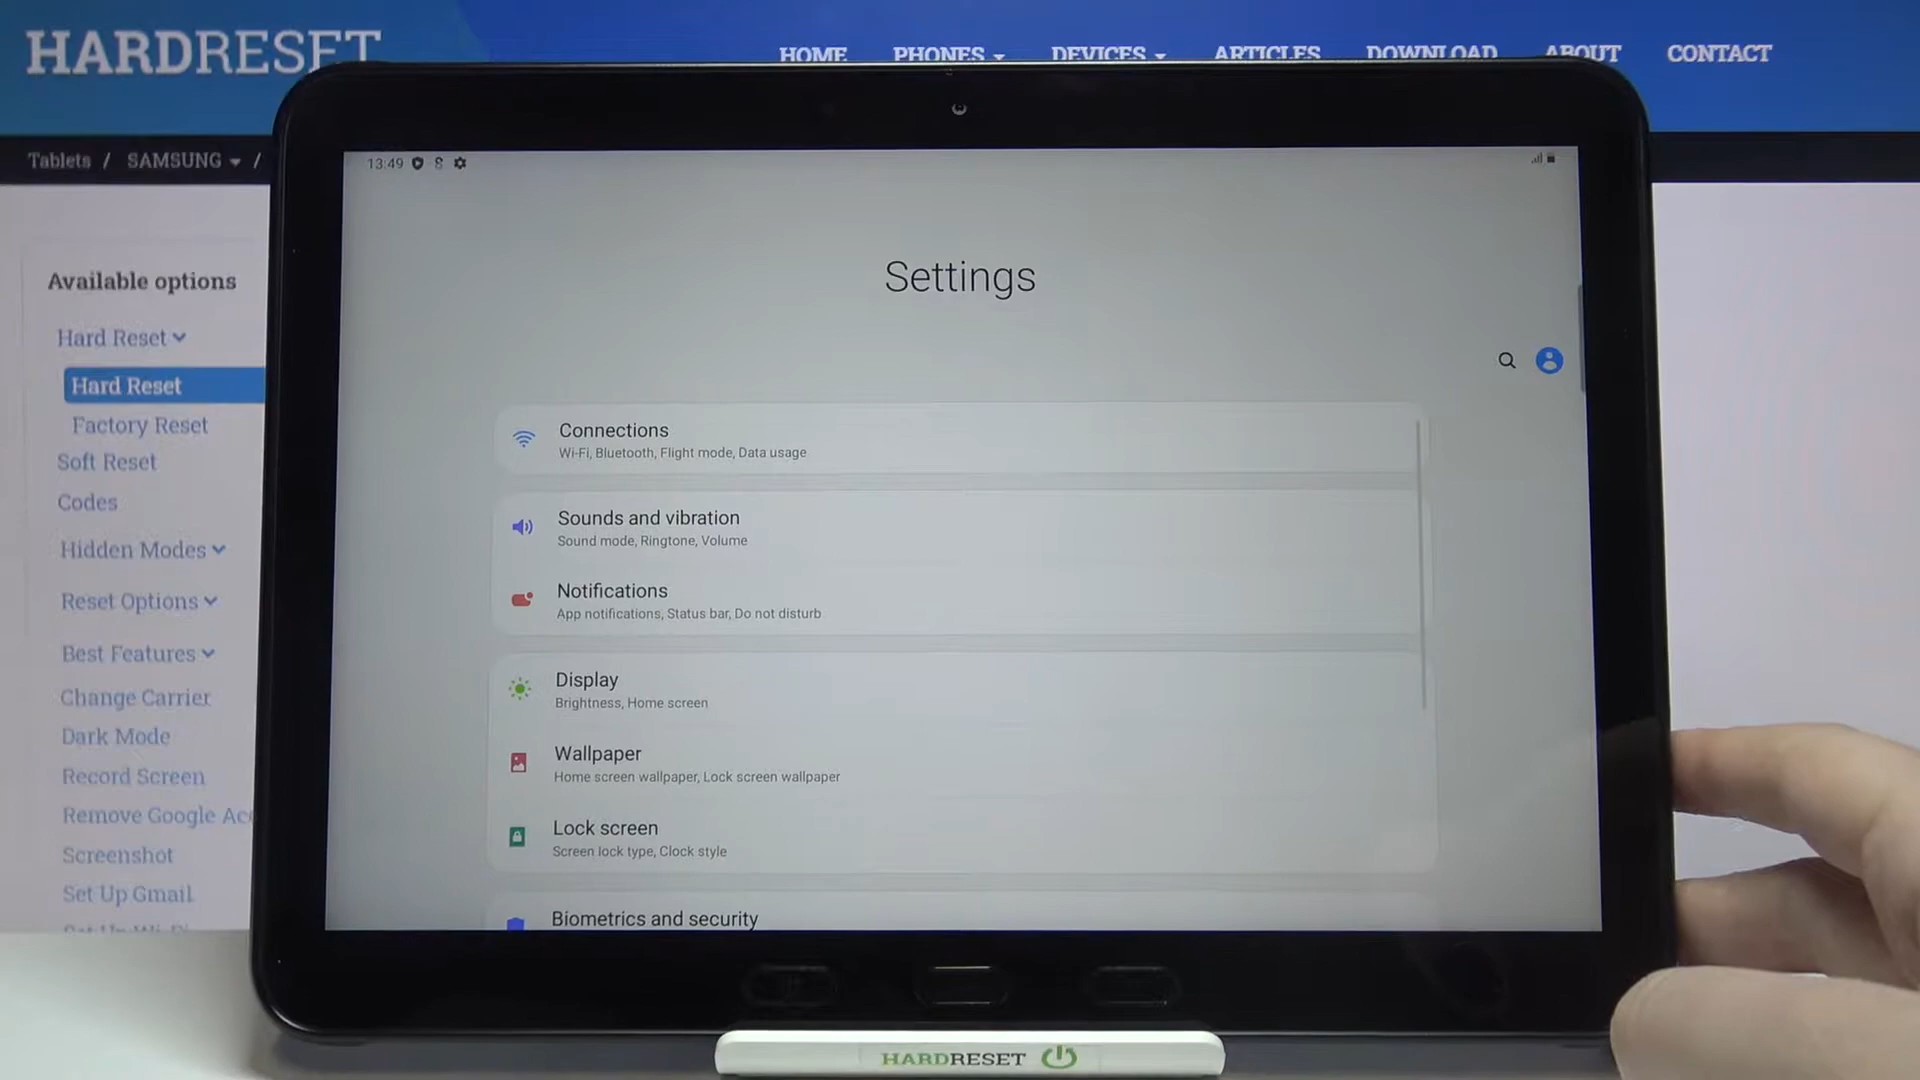 HARDRESET
HOME PHONES DEVICES ARTICLES DOWNLOAD ABOUT CONTACT
Tablets / SAMSUNG /
Available options
Hard Reset
Hard Reset
Factory Reset
Soft Reset
Codes
Hidden Modes
Reset Options
Best Features
Change Carrier
Dark Mode
Record Screen
Remove Google
Screenshot
Set Up Gmail
13:49
Settings
Connections
Wi-Fi, Bluetooth, Flight mode, Data usage
Sounds and vibration
Sound mode, Ringtone, Volume
Notifications
App notifications, Status bar, Do not disturb
Display
Brightness, Home screen
Wallpaper
Home screen wallpaper, Lock screen wallpaper
Lock screen
Screen lock type, Clock style
Biometrics and security
HARDRESET